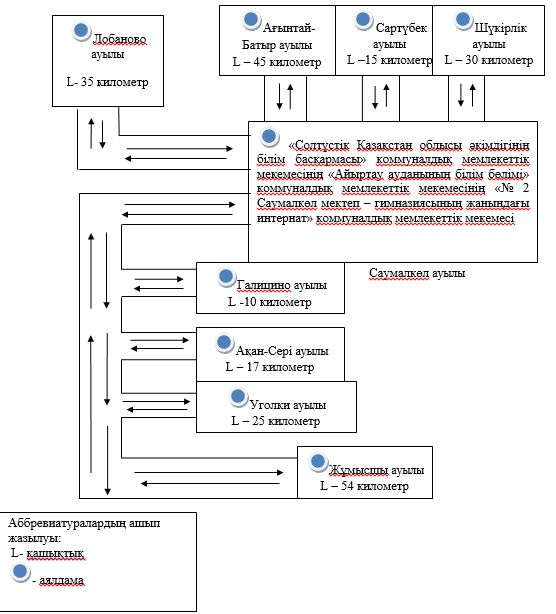 Лобаново
ауылы
L- 35 километр
Ағынтай-
Батыр ауылы
L – 45 километр
Сартүбек
ауылы
L –15 километр
Шүкірлік
ауылы
L – 30 километр
«Солтүстік Қазақстан облысы әкімдігінің
білім басқармасы» коммуналдық мемлекеттік
мекемесінің «Айыртау ауданының білім бөлімі»
коммуналдық мемлекеттік мекемесінің «№ 2
Саумалкөл мектеп – гимназиясының жанындағы
интернат» коммуналдық мемлекеттік мекемесі
Саумалкөл ауылы
Галицино ауылы
L -10 километр
Ақан-Сері ауылы
L – 17 километр
Уголки ауылы
L – 25 километр
Жұмысшы ауылы
L – 54 километр
Аббревиатуралардың ашып
жазылуы:
L- қашықтық
- аялдама